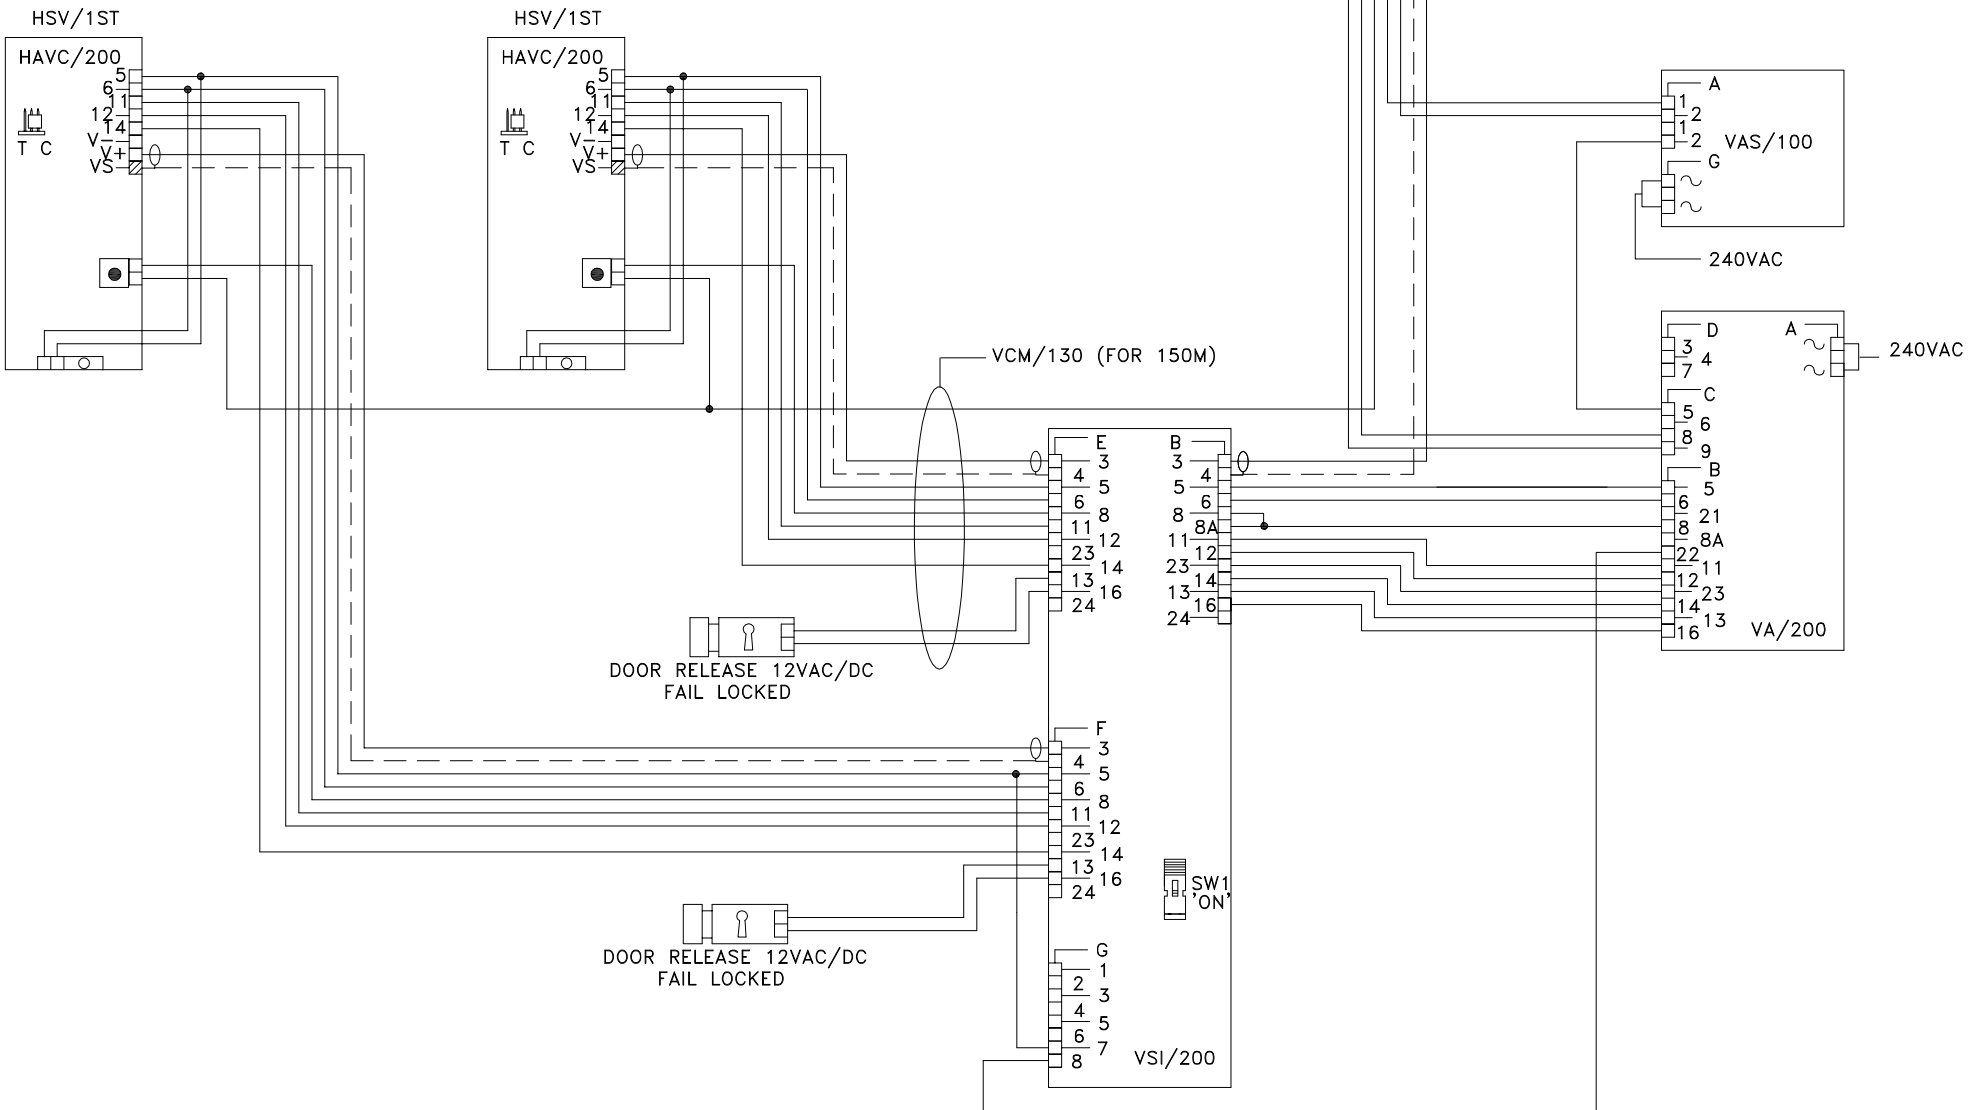 HSV/1ST
HAVC/200
5
6
11
12
14
V-
V+
VS
T C
HSV/1ST
HAVC/200
5
6
11
12
14
V-
V+
VS
T C
VCM/130 (FOR 150M)
A
1
2
1
2
VAS/100
G
240VAC
D
3
4
7
A
240VAC
C
5
6
8
9
B
5
6
21
8
8A
22
11
12
23
14
13
16
VA/200
E
3
4
5
6
8
11
12
23
14
13
16
24
B
3
4
5
6
8
8A
11
12
23
14
13
16
24
DOOR RELEASE 12VAC/DC
FAIL LOCKED
F
3
4
5
6
8
11
12
23
14
13
16
24
SW1
'ON'
DOOR RELEASE 12VAC/DC
FAIL LOCKED
G
1
2
3
4
5
6
7
8
VSI/200